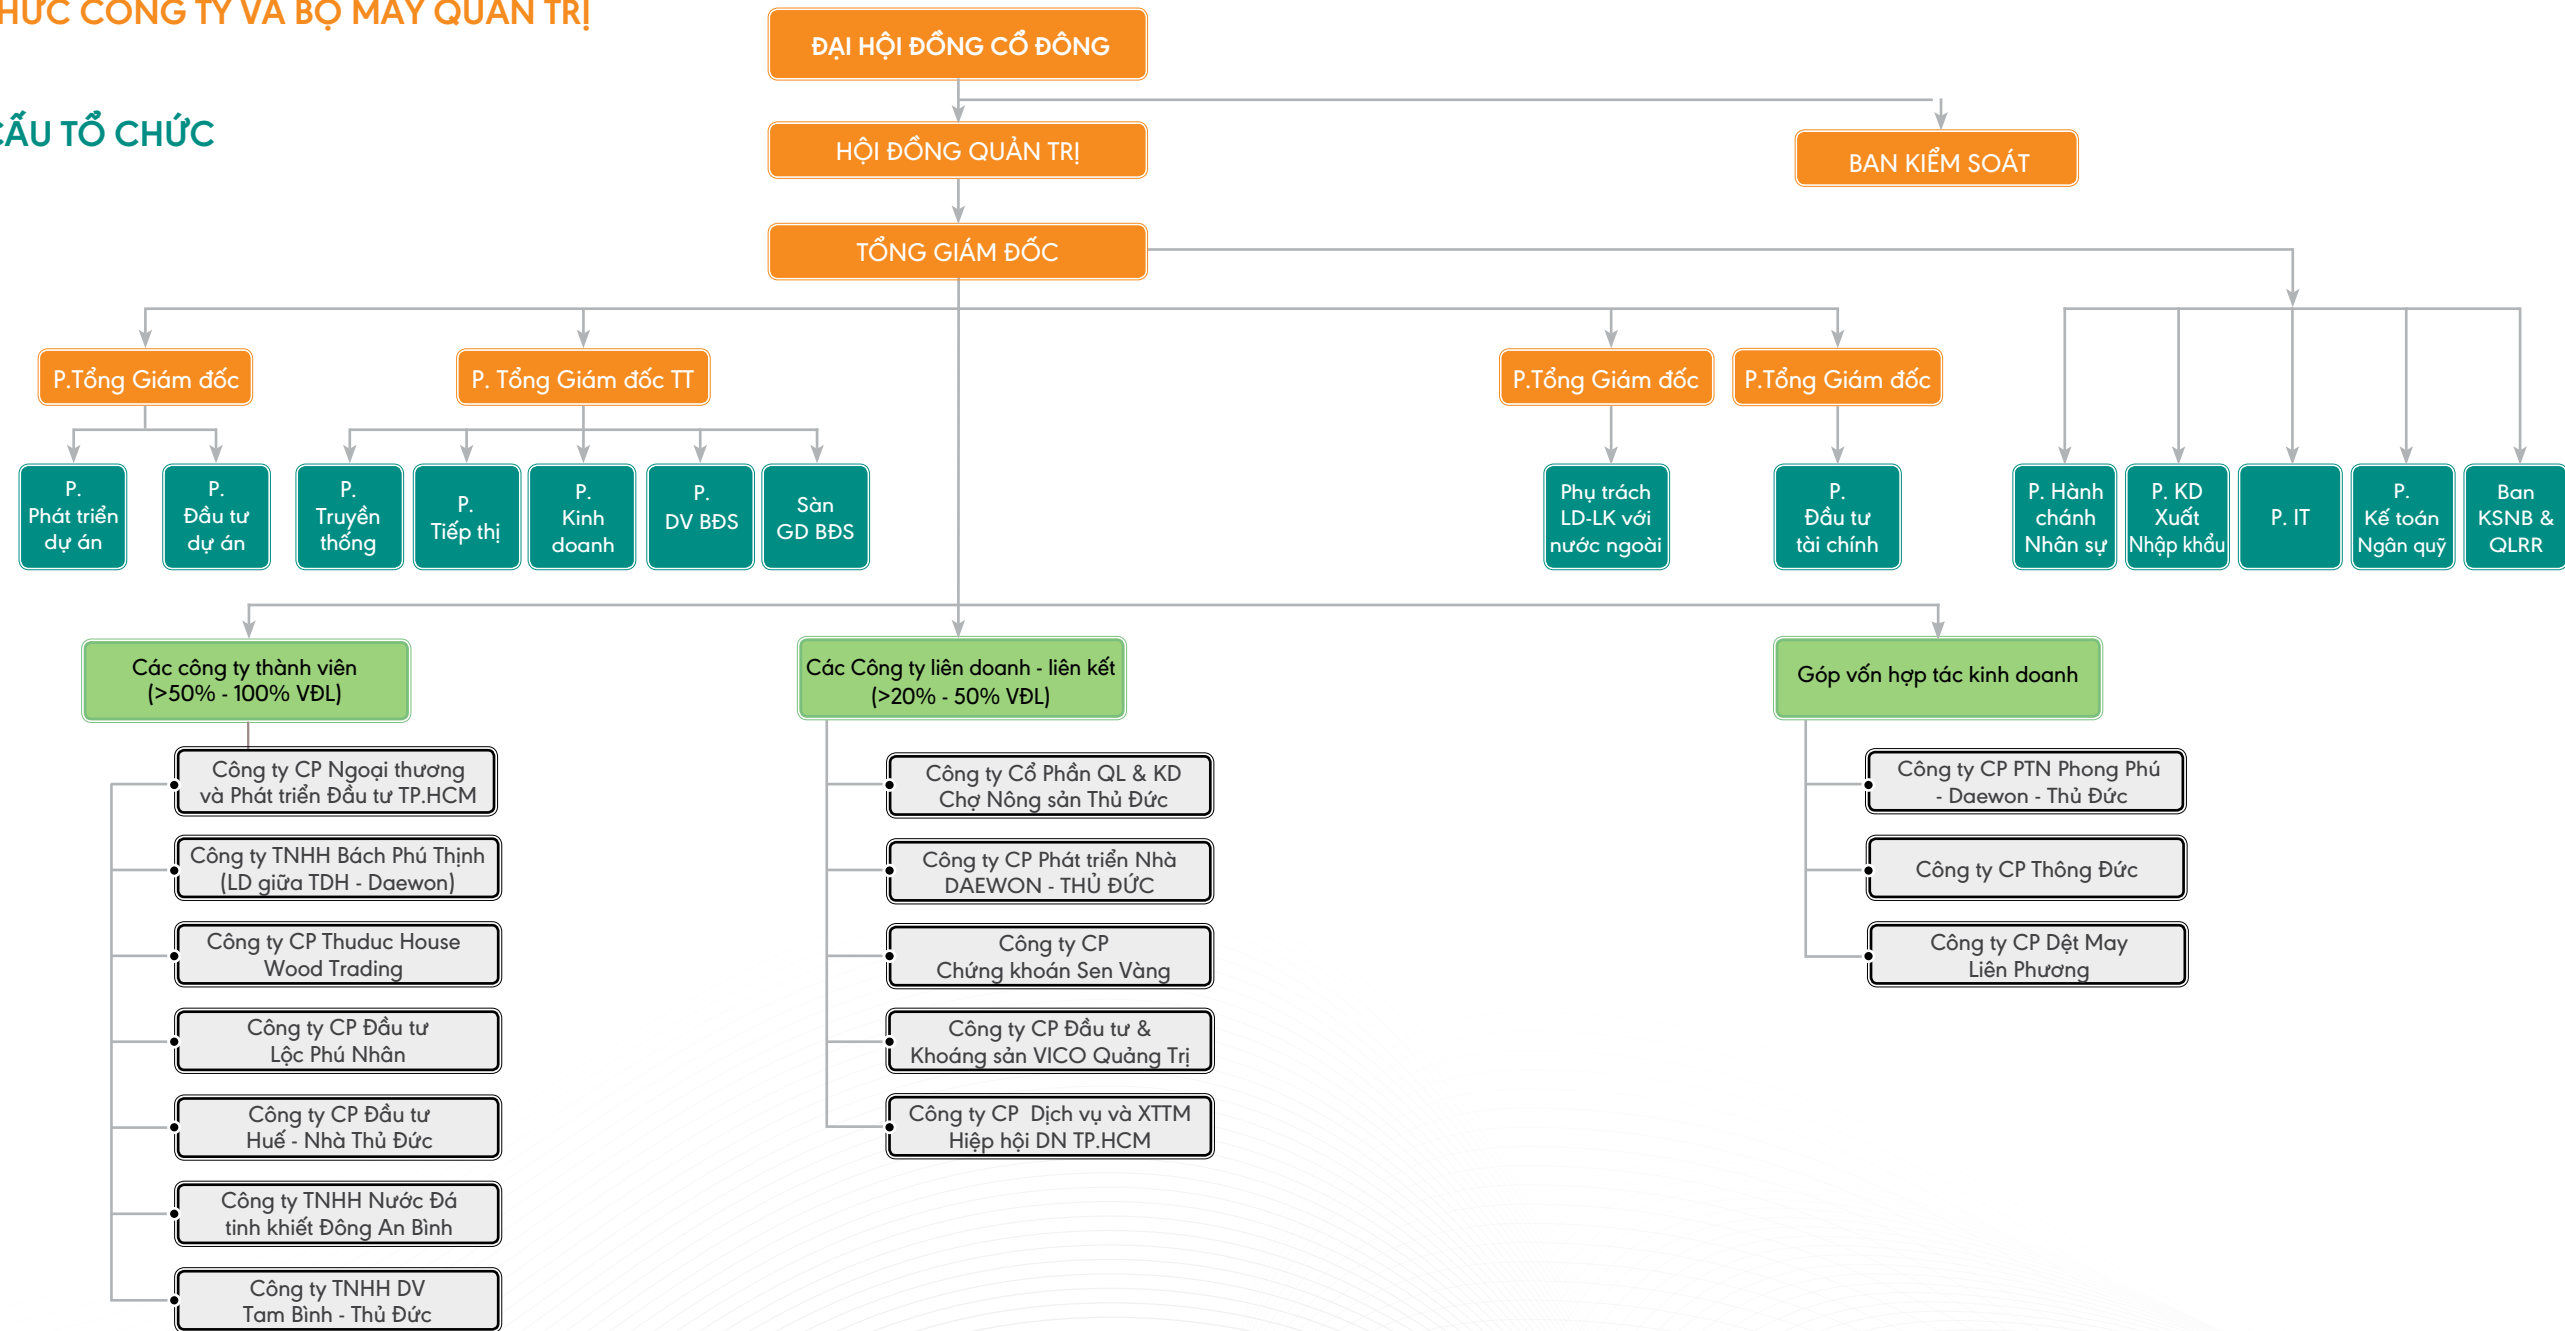 HỨC CÔNG TY VÀ BỘ MÁY QUẢN TRỊ
CẤU TỔ CHỨC
ĐẠI HỘI ĐỒNG CỔ ĐÔNG
HỘI ĐỒNG QUẢN TRỊ
BAN KIỂM SOÁT
TỔNG GIÁM ĐỐC
P.Tổng Giám đốc
P. Tổng Giám đốc TT
P.Tổng Giám đốc
P.Tổng Giám đốc
P.
Phát triển
dự án
P.
Đầu tư
dự án
P.
Truyền
thống
P.
Tiếp thị
P.
Kinh
doanh
P.
DV BĐS
Sàn
GD BĐS
Phụ trách
LD-LK với
nước ngoài
P.
Đầu tư
tài chính
P. Hành
chánh
Nhân sự
P. KD
Xuất
Nhập khẩu
P. IT
P.
Kế toán
Ngân quỹ
Ban
KSNB &
QLRR
Các công ty thành viên
(>50% - 100% VĐL)
Công ty CP Ngoại thương
và Phát triển Đầu tư TP.HCM
Công ty TNHH Bách Phú Thịnh
(LD giữa TDH - Daewon)
Công ty CP Thuduc House
Wood Trading
Công ty CP Đầu tư
Lộc Phú Nhân
Công ty CP Đầu tư
Huế - Nhà Thủ Đức
Công ty TNHH Nước Đá
tinh khiết Đông An Bình
Công ty TNHH DV
Tam Bình - Thủ Đức
Các Công ty liên doanh - liên kết
(>20% - 50% VĐL)
Công ty Cổ Phần QL & KD
Chợ Nông sản Thủ Đức
Công ty CP Phát triển Nhà
DAEWON - THỦ ĐỨC
Công ty CP
Chứng khoán Sen Vàng
Công ty CP Đầu tư &
Khoáng sản VICO Quảng Trị
Công ty CP Dịch vụ và XTTM
Hiệp hội DN TP.HCM
Góp vốn hợp tác kinh doanh
Công ty CP PTN Phong Phú
- Daewon - Thủ Đức
Công ty CP Thông Đức
Công ty CP Dệt May
Liên Phương